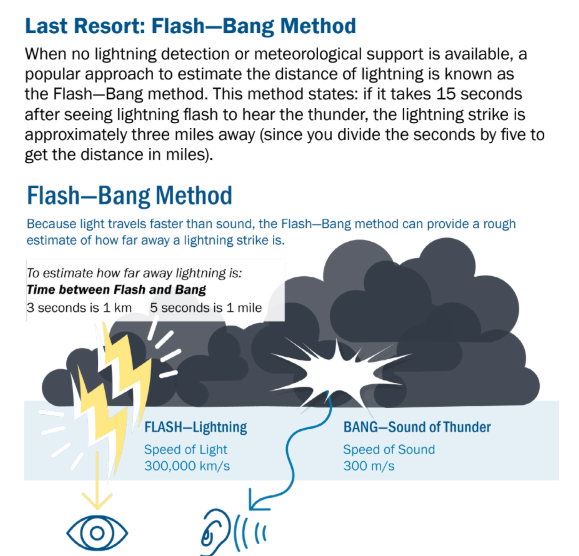 Last Resort: Flash—Bang Method
When no lightning detection or meteorological support is available, a
popular approach to estimate the distance of lightning is known as
the Flash—Bang method. This method states: if it takes 15 seconds
after seeing lightning flash to hear the thunder, the lightning strike is
approximately three miles away (since you divide the seconds by five to
get the distance in miles).
Flash—Bang Method
Because light travels faster than sound, the Flash—Bang method can provide a rough
estimate of how far away a lightning strike is.
To estimate how far away lightning is:
Time between Flash and Bang
3 seconds is 1 km 5 seconds is 1 mile
FLASH—Lightning
Speed of Light
300,000 km/s
BANG—Sound of Thunder
Speed of Sound
300 m/s